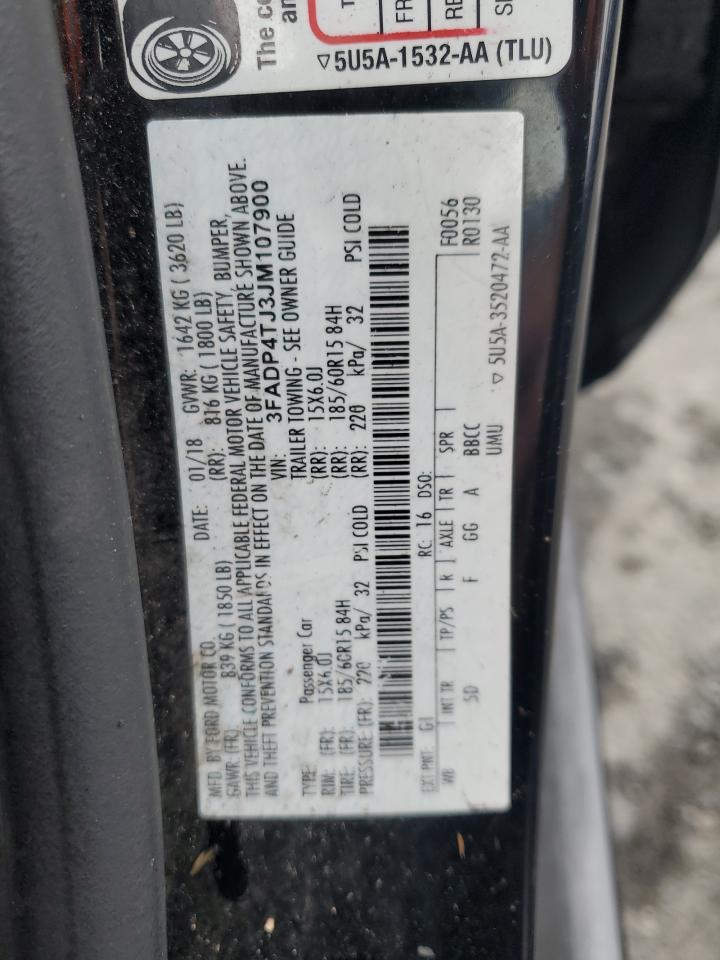 The
an
FR
RE
▽5U5A-1532-AA (TLU)
MFD. BY FORD MOTOR CO. DATE: 01/18 GVWR: 1642 KG ( 3620 LB)
GAWR: (FR): 839 KG ( 1850 LB) (RR): 816 KG ( 1800 LB)
THIS VEHICLE CONFORMS TO ALL APPLICABLE FEDERAL MOTOR VEHICLE SAFETY, BUMPER,
AND THEFT PREVENTION STANDARDS IN EFFECT ON THE DATE OF MANUFACTURE SHOWN ABOVE.
VIN: 3FADP4TJ3JM107900
TYPE: Passenger Car TRAILER TOWING - SEE OWNER GUIDE
RIM: (FR): 15X6.0J (RR): 15X6.0J
TIRE: (FR): 185/60R15 84H (RR): 185/60R15 84H
PRESSURE (FR): 220 kPa/ 32 PSI COLD (RR): 220 kPa/ 32 PSI COLD
EXT PNT: G1 RC: 16 DSO: F0056
WB INT TR TP/PS R AXLE TR SPR R0130
5D F GG A BBCC
UMU ▽ 5U5A-3520472-AA